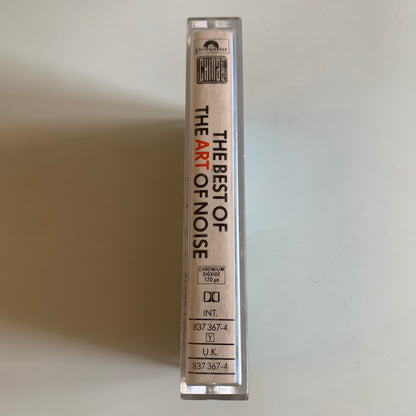 polydor
CHINA
THE BEST OF
THE ART OF NOISE
CHROMIUM
DIOXIDE
120 µs
INT.
837 367-4
Y
U.K.
837 367-4